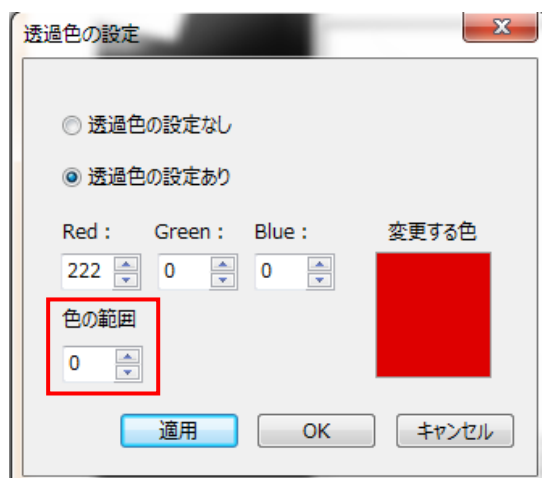 透過色の設定
透過色の設定なし
透過色の設定あり
Red : Green : Blue : 変更する色
222 0 0
色の範囲
0
適用 OK キャンセル